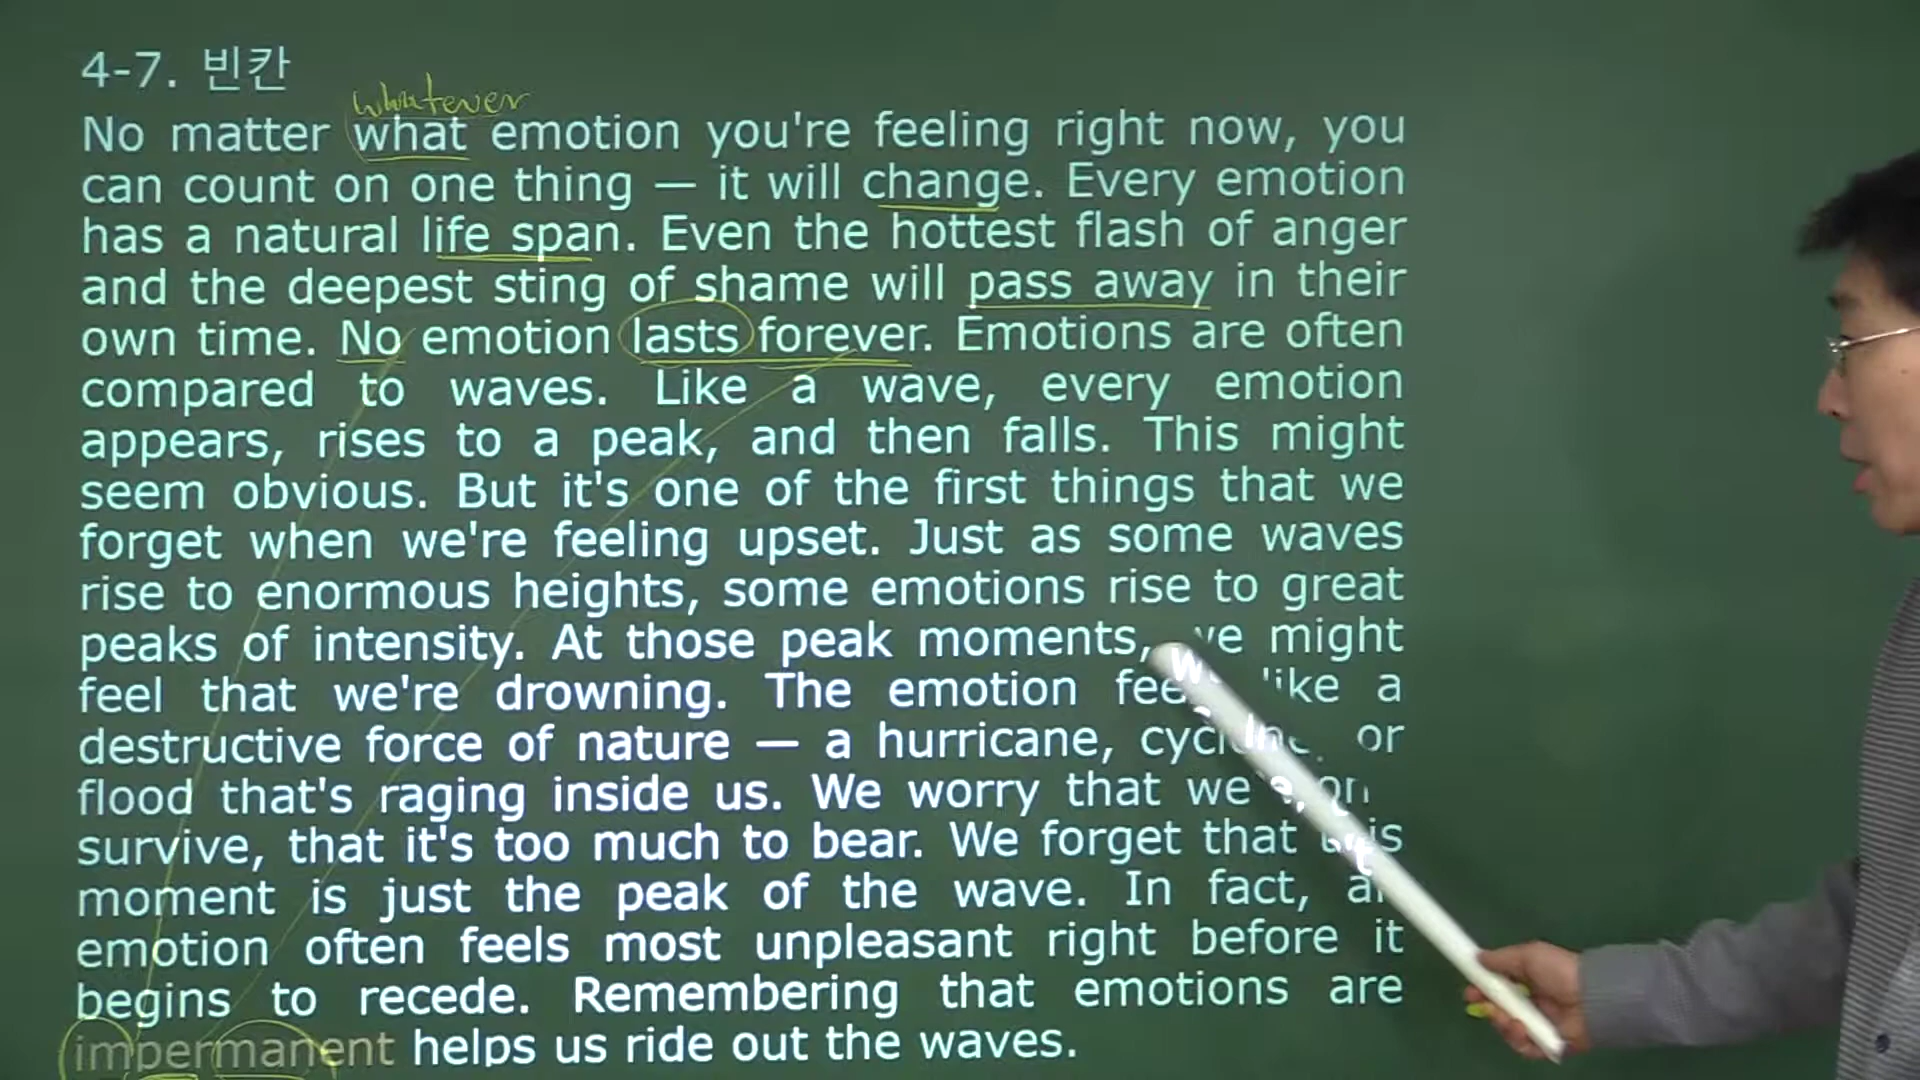 4-7. 빈칸
whatever
No matter what emotion you're feeling right now, you
can count on one thing — it will change. Every emotion
has a natural life span. Even the hottest flash of anger
and the deepest sting of shame will pass away in their
own time. No emotion lasts forever. Emotions are often
compared to waves. Like a wave, every emotion
appears, rises to a peak, and then falls. This might
seem obvious. But it's one of the first things that we
forget when we're feeling upset. Just as some waves
rise to enormous heights, some emotions rise to great
peaks of intensity. At those peak moments, we might
feel that we're drowning. The emotion feels like a
destructive force of nature — a hurricane, cyclone, or
flood that's raging inside us. We worry that we won't
survive, that it's too much to bear. We forget that this
moment is just the peak of the wave. In fact, an
emotion often feels most unpleasant right before it
begins to recede. Remembering that emotions are
impermanent helps us ride out the waves.